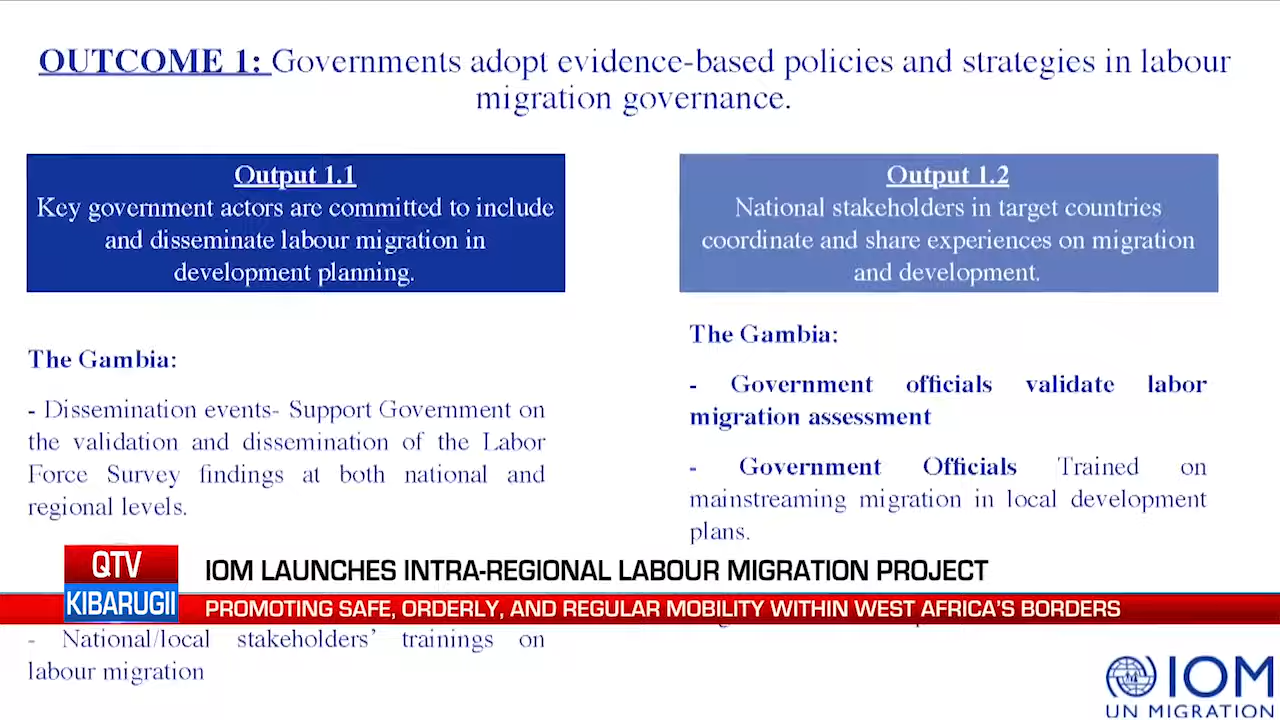 OUTCOME 1: Governments adopt evidence-based policies and strategies in labour
migration governance.
Output 1.1
Key government actors are committed to include
and disseminate labour migration in
development planning.
Output 1.2
National stakeholders in target countries
coordinate and share experiences on migration
and development.
The Gambia:
- Dissemination events- Support Government on
the validation and dissemination of the Labor
Force Survey findings at both national and
regional levels.
- National/local stakeholders' trainings on
labour migration
The Gambia:
- Government officials validate labor
migration assessment
- Government Officials Trained on
mainstreaming migration in local development
plans.
QTV
KIBARUGII
IOM LAUNCHES INTRA-REGIONAL LABOUR MIGRATION PROJECT
PROMOTING SAFE, ORDERLY, AND REGULAR MOBILITY WITHIN WEST AFRICA'S BORDERS
IOM
UN MIGRATION